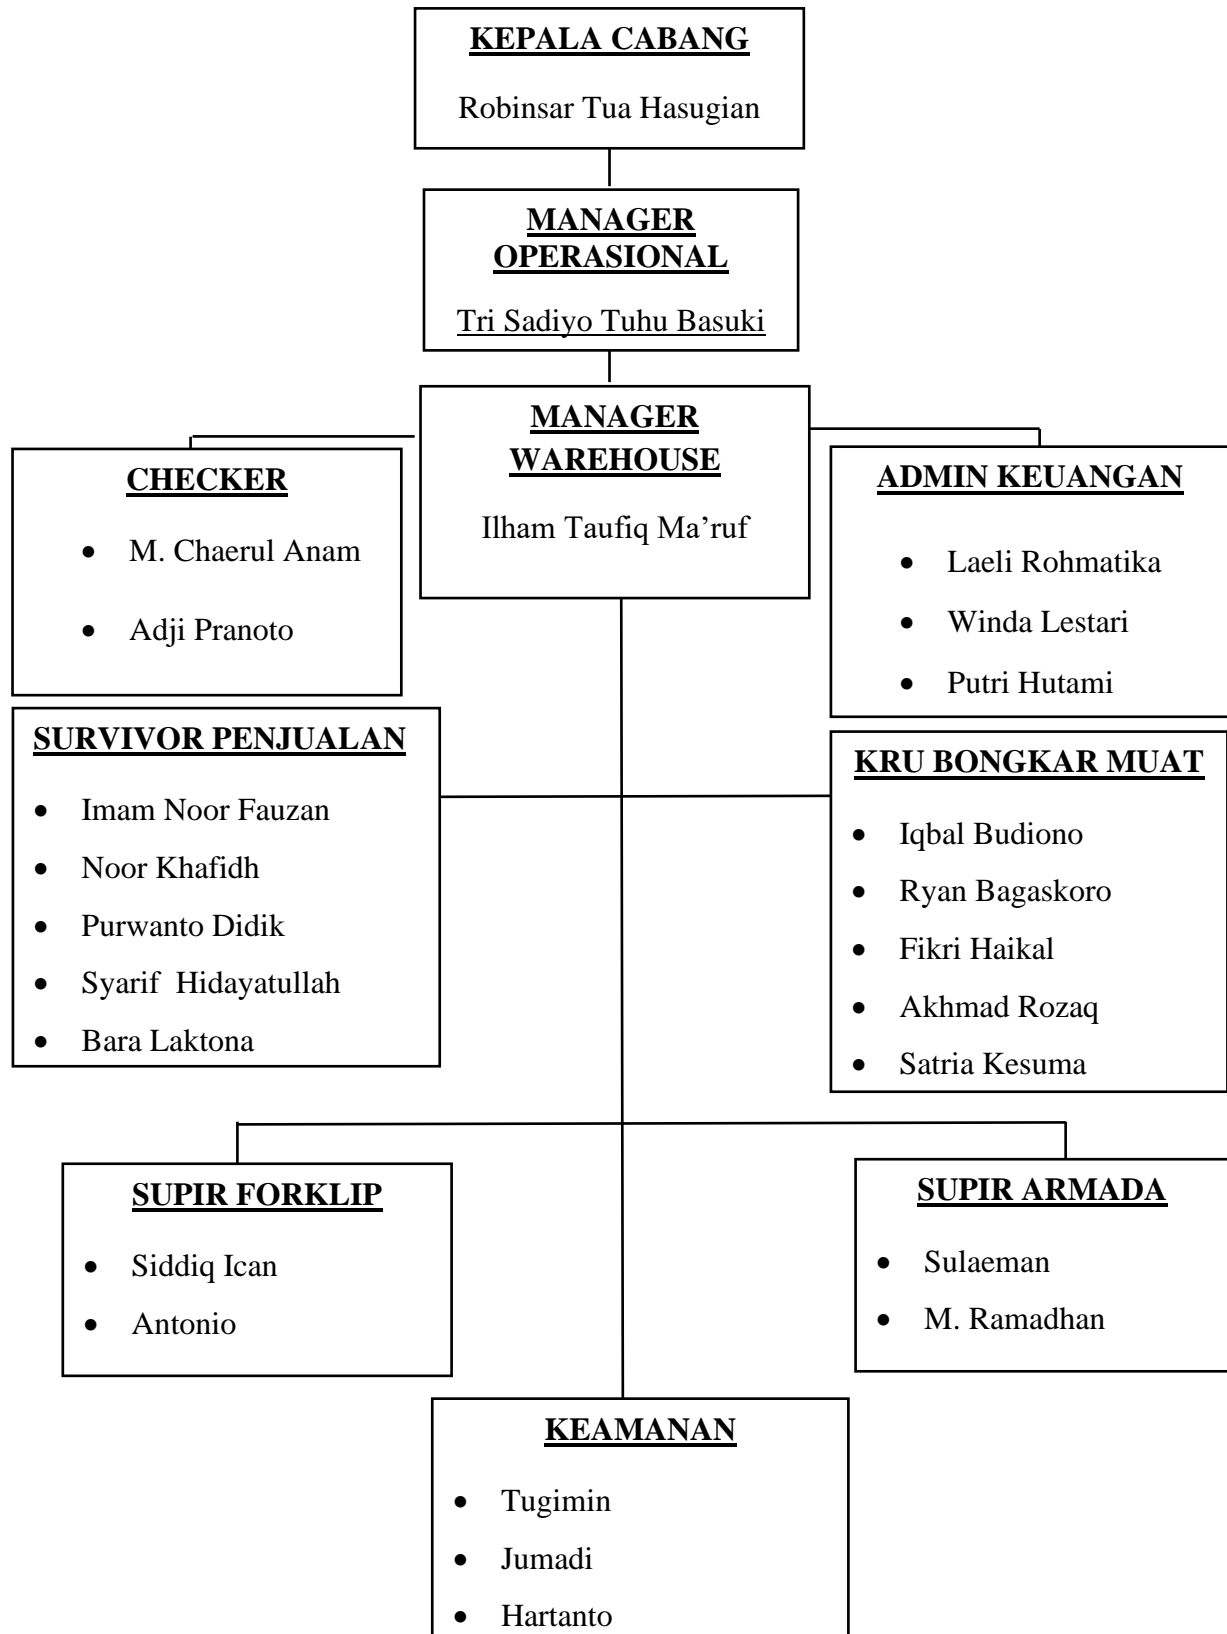 KEPALA CABANG
Robinsar Tua Hasugian
MANAGER
OPERASIONAL
Tri Sadiyo Tuhu Basuki
MANAGER
WAREHOUSE
Ilham Taufiq Ma’ruf
CHECKER
• M. Chaerul Anam
• Adji Pranoto
ADMIN KEUANGAN
• Laeli Rohmatika
• Winda Lestari
• Putri Hutami
SURVIVOR PENJUALAN
• Imam Noor Fauzan
• Noor Khafidh
• Purwanto Didik
• Syarif  Hidayatullah
• Bara Laktona
KRU BONGKAR MUAT
• Iqbal Budiono
• Ryan Bagaskoro
• Fikri Haikal
• Akhmad Rozaq
• Satria Kesuma
SUPIR FORKLIP
• Siddiq Ican
• Antonio
SUPIR ARMADA
• Sulaeman
• M. Ramadhan
KEAMANAN
• Tugimin
• Jumadi
• Hartanto